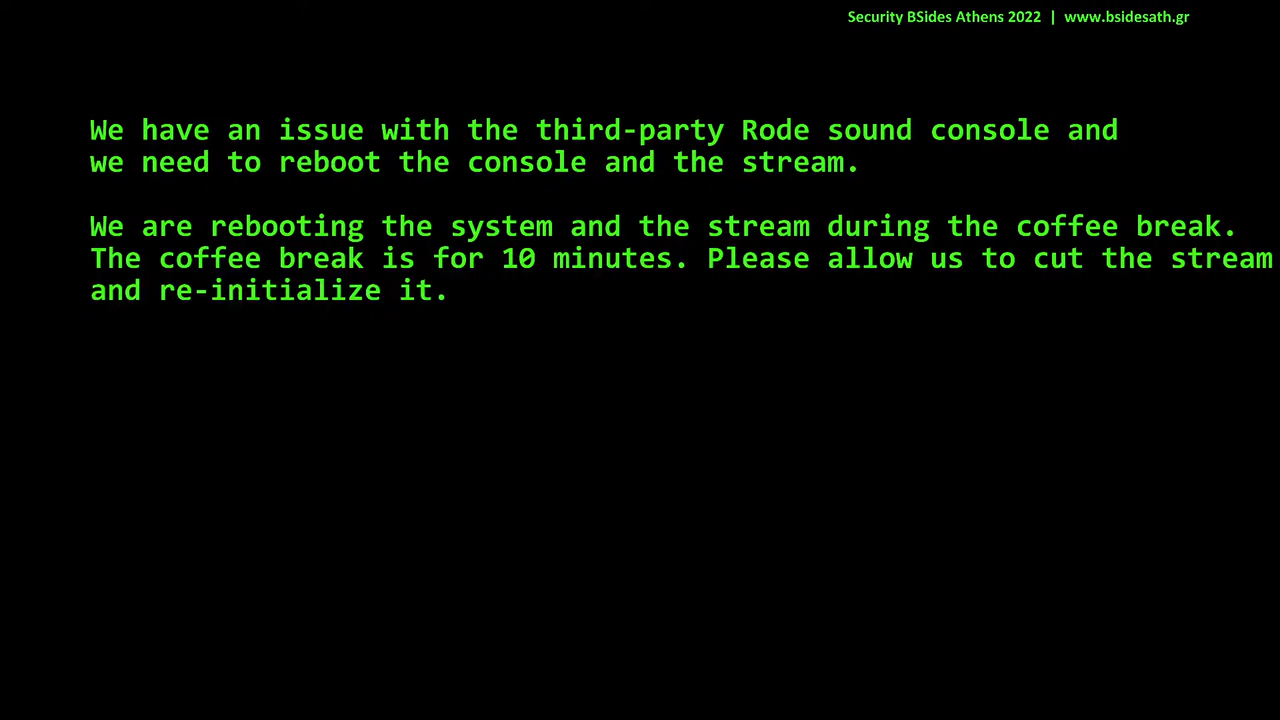 Security BSides Athens 2022 | www.bsidesath.gr
We have an issue with the third-party Rode sound console and
we need to reboot the console and the stream.
We are rebooting the system and the stream during the coffee break.
The coffee break is for 10 minutes. Please allow us to cut the stream
and re-initialize it.